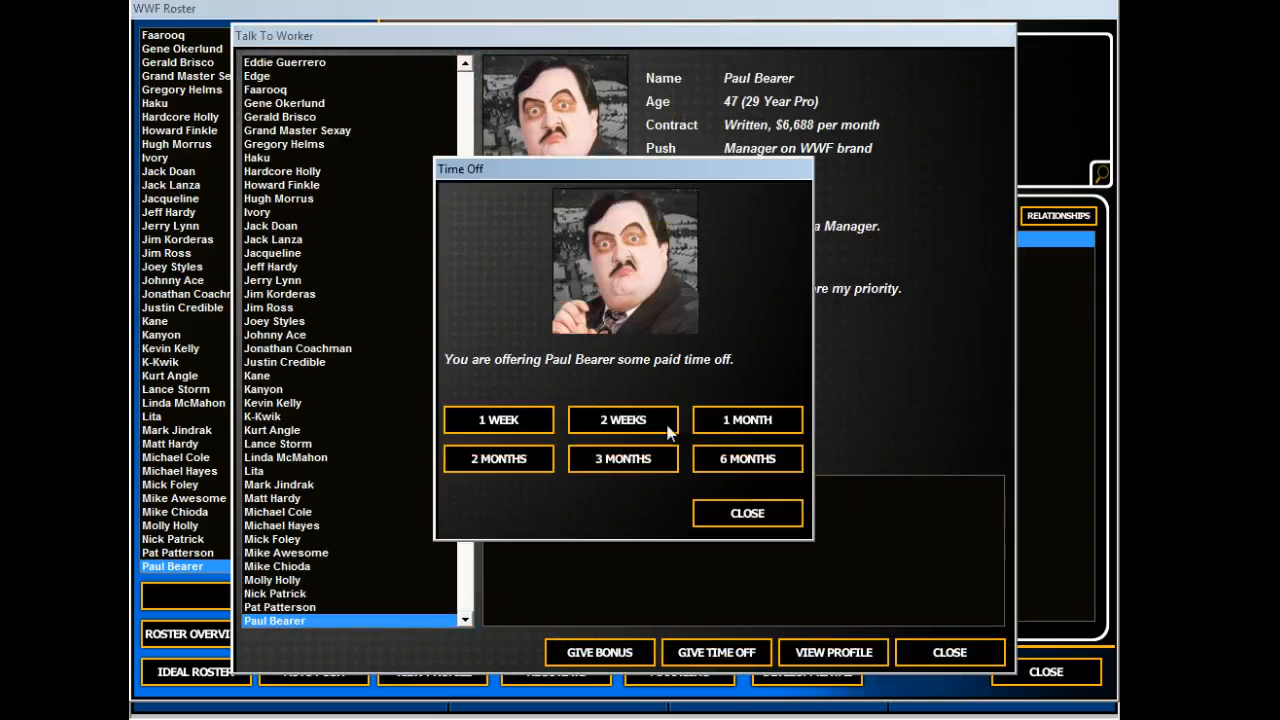 WWF Roster
Faarooq
Gene Okerlund
Gerald Brisco
Grand Master Se
Gregory Helms
Haku
Hardcore Holly
Howard Finkle
Hugh Morrus
Ivory
Jack Doan
Jack Lanza
Jacqueline
Jeff Hardy
Jerry Lynn
Jim Korderas
Jim Ross
Joey Styles
Johnny Ace
Jonathan Coachn
Justin Credible
Kane
Kanyon
Kevin Kelly
K-Kwik
Kurt Angle
Lance Storm
Linda McMahon
Lita
Mark Jindrak
Matt Hardy
Michael Cole
Michael Hayes
Mick Foley
Mike Awesome
Mike Chioda
Molly Holly
Nick Patrick
Pat Patterson
Paul Bearer
ROSTER OVERVI
IDEAL ROSTER
Talk To Worker
Eddie Guerrero
Edge
Faarooq
Gene Okerlund
Gerald Brisco
Grand Master Sexay
Gregory Helms
Haku
Hardcore Holly
Howard Finkle
Hugh Morrus
Ivory
Jack Doan
Jack Lanza
Jacqueline
Jeff Hardy
Jerry Lynn
Jim Korderas
Jim Ross
Joey Styles
Johnny Ace
Jonathan Coachman
Justin Credible
Kane
Kanyon
Kevin Kelly
K-Kwik
Kurt Angle
Lance Storm
Linda McMahon
Lita
Mark Jindrak
Matt Hardy
Michael Cole
Michael Hayes
Mick Foley
Mike Awesome
Mike Chioda
Molly Holly
Nick Patrick
Pat Patterson
Paul Bearer
Name Paul Bearer
Age 47 (29 Year Pro)
Contract Written, $6,688 per month
Push Manager on WWF brand
a Manager.
re my priority.
RELATIONSHIPS
Time Off
You are offering Paul Bearer some paid time off.
1 WEEK 2 WEEKS 1 MONTH
2 MONTHS 3 MONTHS 6 MONTHS
CLOSE
GIVE BONUS GIVE TIME OFF VIEW PROFILE CLOSE
CLOSE